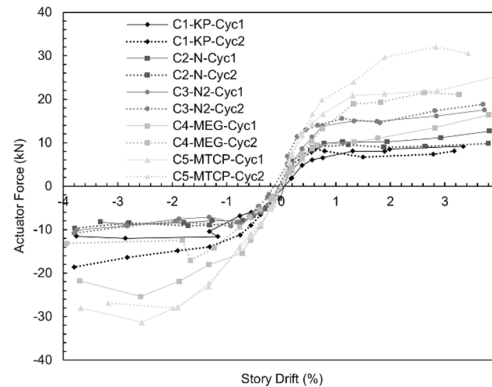 40
30
20
10
0
-10
-20
-30
-40
-4
-3
-2
-1
0
1
2
3
Actuator Force (kN)
Story Drift (%)
C1-KP-Cyc1
C1-KP-Cyc2
C2-N-Cyc1
C2-N-Cyc2
C3-N2-Cyc1
C3-N2-Cyc2
C4-MEG-Cyc1
C4-MEG-Cyc2
C5-MTCP-Cyc1
C5-MTCP-Cyc2